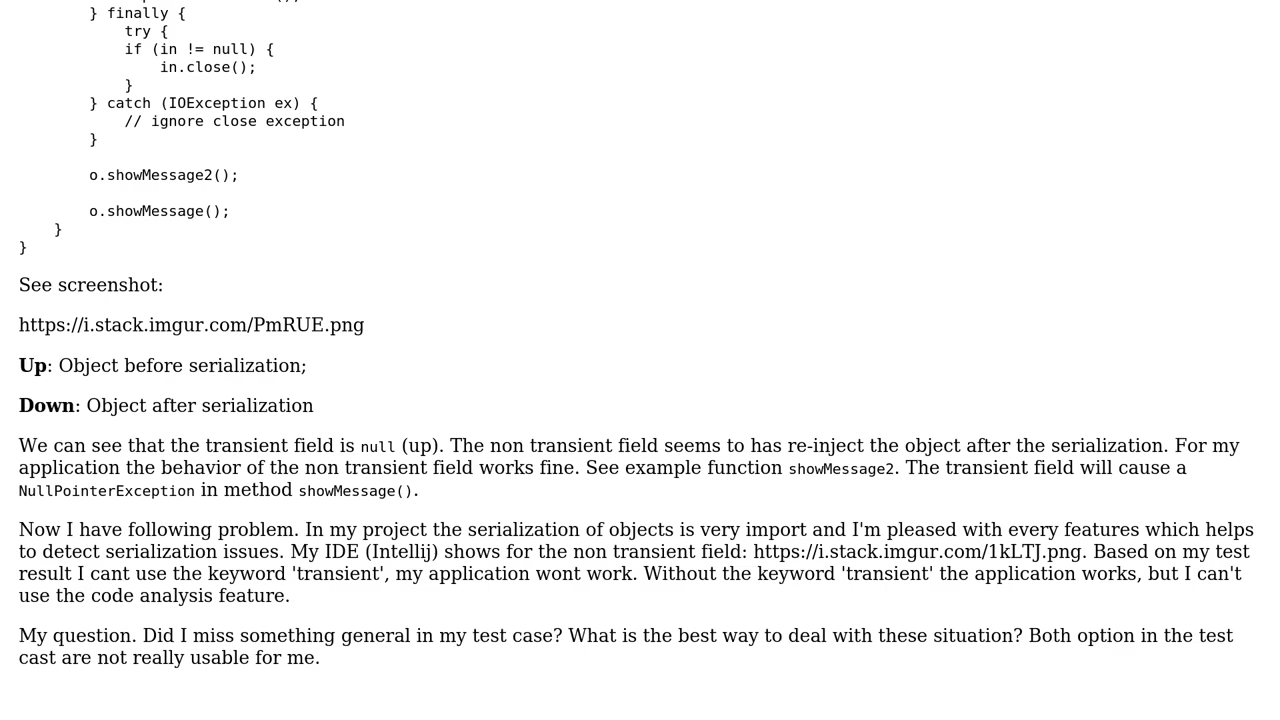 } finally {
try {
if (in != null) {
in.close();
}
} catch (IOException ex) {
// ignore close exception
}
o.showMessage2();
o.showMessage();
}
}
See screenshot:
https://i.stack.imgur.com/PmRUE.png
Up: Object before serialization;
Down: Object after serialization
We can see that the transient field is null (up). The non transient field seems to has re-inject the object after the serialization. For my
application the behavior of the non transient field works fine. See example function showMessage2. The transient field will cause a
NullPointerException in method showMessage().
Now I have following problem. In my project the serialization of objects is very import and I'm pleased with every features which helps
to detect serialization issues. My IDE (Intellij) shows for the non transient field: https://i.stack.imgur.com/1kLTJ.png. Based on my test
result I cant use the keyword 'transient', my application wont work. Without the keyword 'transient' the application works, but I can't
use the code analysis feature.
My question. Did I miss something general in my test case? What is the best way to deal with these situation? Both option in the test
cast are not really usable for me.